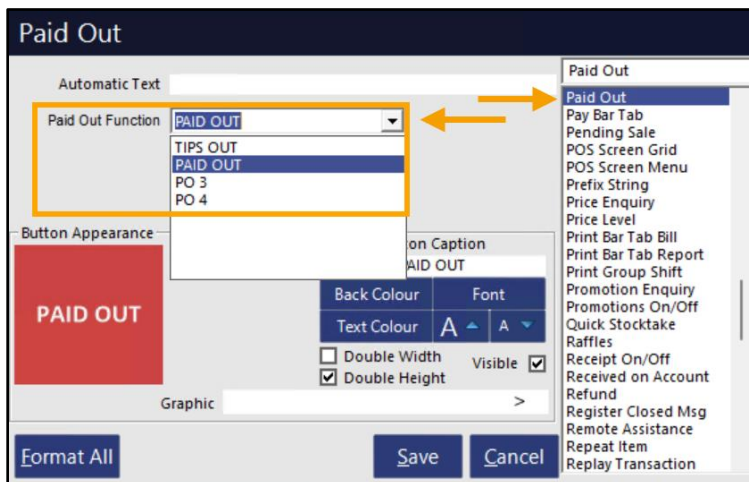 Paid Out
Automatic Text
Paid Out Function
PAID OUT
TIPS OUT
PAID OUT
PO 3
PO 4
Button Appearance
on Caption
AID OUT
PAID OUT
Back Colour
Font
Text Colour
A
A
Double Width
Visible
Double Height
Graphic
>
Format All
Save
Cancel
Paid Out
Paid Out
Pay Bar Tab
Pending Sale
POS Screen Grid
POS Screen Menu
Prefix String
Price Enquiry
Price Level
Print Bar Tab Bill
Print Bar Tab Report
Print Group Shift
Promotion Enquiry
Promotions On/Off
Quick Stocktake
Raffles
Receipt On/Off
Received on Account
Refund
Register Closed Msg
Remote Assistance
Repeat Item
Replay Transaction